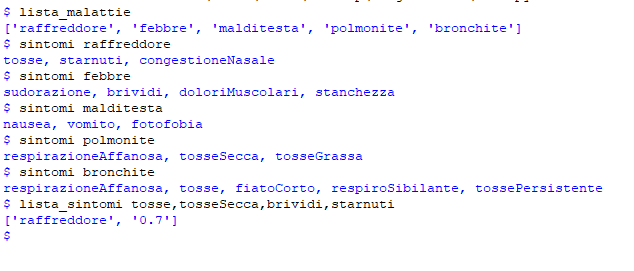 $ lista_malattie
['raffreddore', 'febbre', 'malditesta', 'polmonite', 'bronchite']
$ sintomi raffreddore
tosse, starnuti, congestioneNasale
$ sintomi febbre
sudorazione, brividi, doloriMuscolari, stanchezza
$ sintomi malditesta
nausea, vomito, fotofobia
$ sintomi polmonite
respirazioneAffanosa, tosseSecca, tosseGrassa
$ sintomi bronchite
respirazioneAffanosa, tosse, fiatoCorto, respiroSibilante, tossePersistente
$ lista_sintomi tosse,tosseSecca,brividi,starnuti
['raffreddore', '0.7']
$